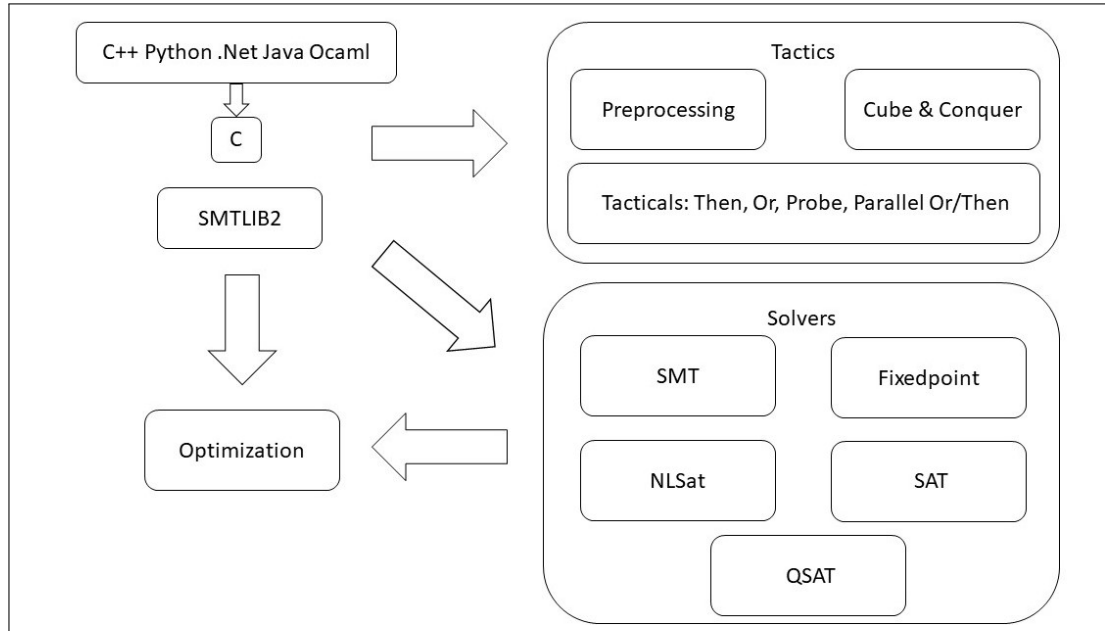 C++ Python .Net Java Ocaml
C
SMTLIB2
Optimization
Tactics
Preprocessing
Cube & Conquer
Tacticals: Then, Or, Probe, Parallel Or/Then
Solvers
SMT
Fixedpoint
NLSat
SAT
QSAT